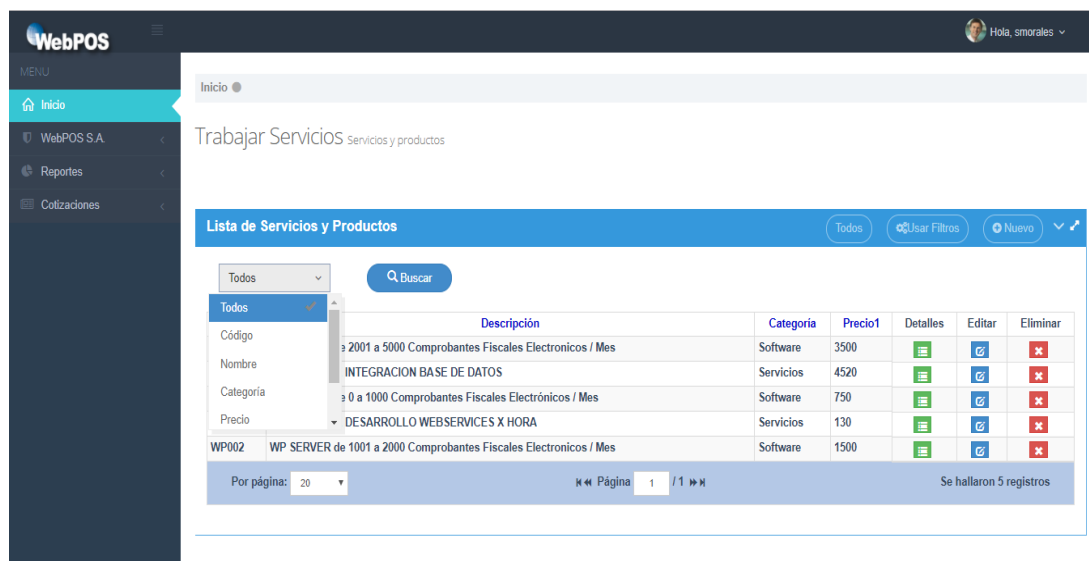 WebPOS
Hola, smorales
MENU
Inicio
WebPOS S.A.
Reportes
Cotizaciones
Inicio
Trabajar Servicios Servicios y productos
Lista de Servicios y Productos
Todos
Usar Filtros
Nuevo
Todos
Buscar
Todos
Código
Nombre
Categoría
Precio
Descripción Categoría Precio1 Detalles Editar Eliminar
2001 a 5000 Comprobantes Fiscales Electronicos / Mes Software 3500
INTEGRACION BASE DE DATOS Servicios 4520
0 a 1000 Comprobantes Fiscales Electrónicos / Mes Software 750
DESARROLLO WEBSERVICES X HORA Servicios 130
WP002 WP SERVER de 1001 a 2000 Comprobantes Fiscales Electronicos / Mes Software 1500
Por página: 20
Página 1 / 1
Se hallaron 5 registros